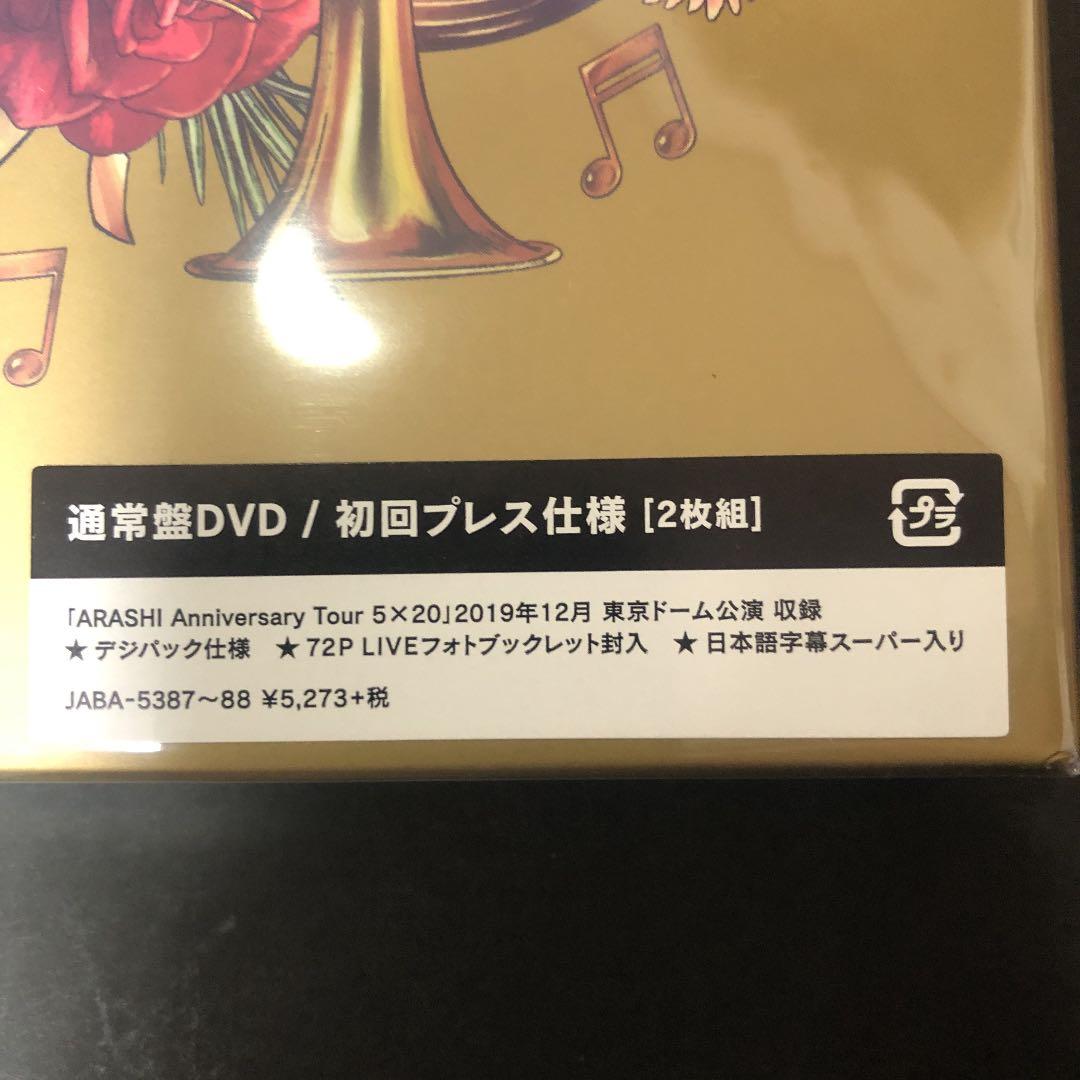 通常盤DVD / 初回プレス仕様 [2枚組]
プラ
「ARASHI Anniversary Tour 5×20」2019年12月 東京ドーム公演 収録
★デジパック仕様 ★72P LIVEフォトブックレット封入 ★日本語字幕スーパー入り
JABA-5387〜88 ¥5,273+税